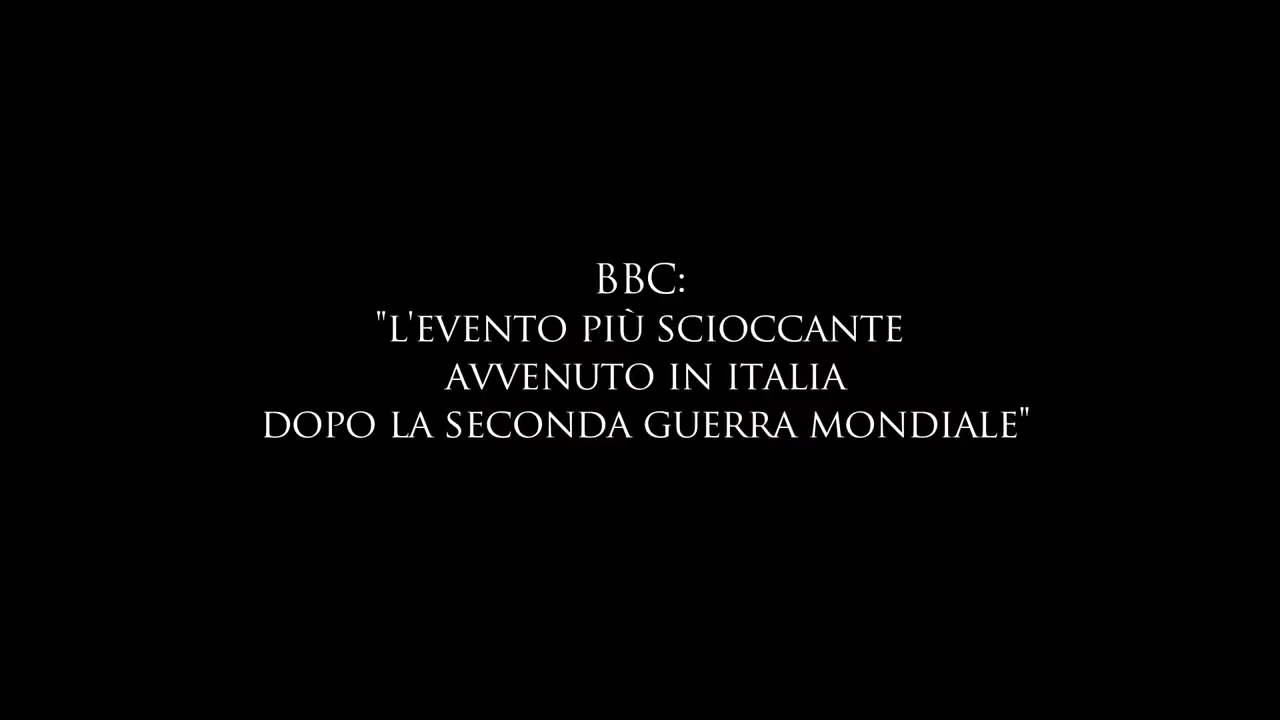 BBC:
"L'EVENTO PIÙ SCIOCCANTE
AVVENUTO IN ITALIA
DOPO LA SECONDA GUERRA MONDIALE"